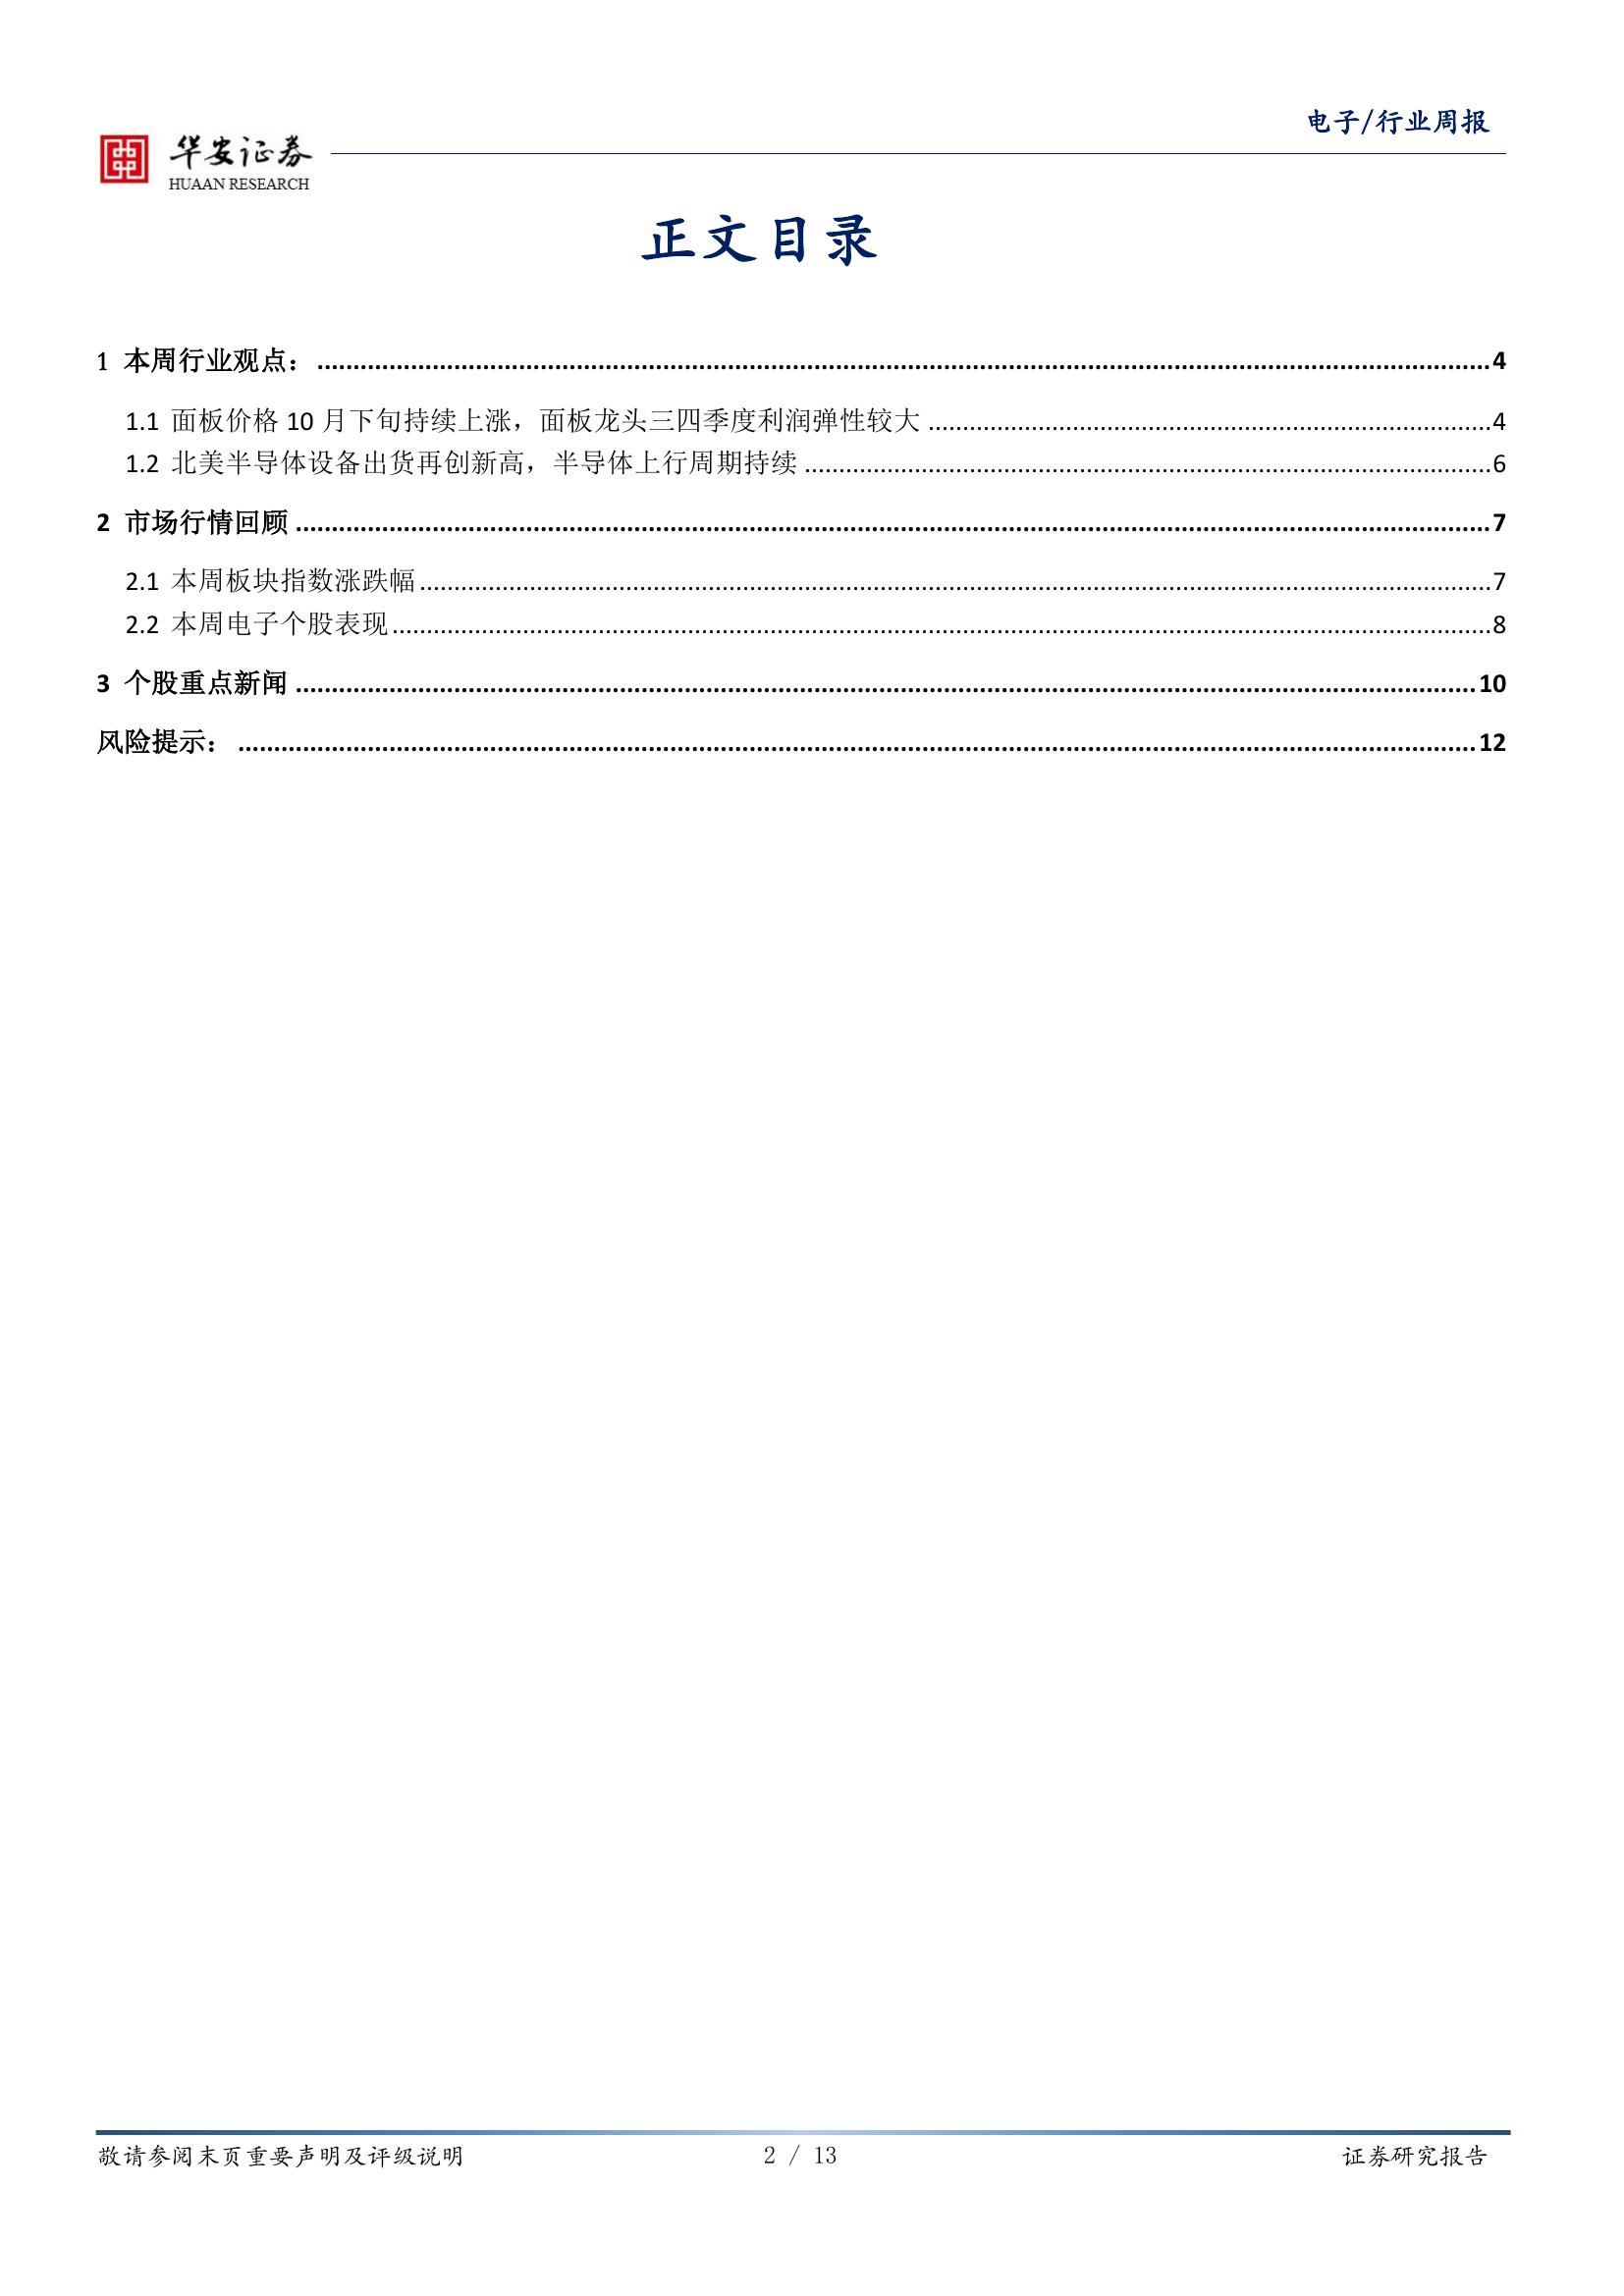 电子/行业周报
华安证券
HUAAN RESEARCH
正文目录
1 本周行业观点：........................................4
1.1 面板价格 10 月下旬持续上涨，面板龙头三四季度利润弹性较大........................................4
1.2 北美半导体设备出货再创新高，半导体上行周期持续........................................6
2 市场行情回顾........................................7
2.1 本周板块指数涨跌幅........................................7
2.2 本周电子个股表现........................................8
3 个股重点新闻........................................10
风险提示：........................................12
敬请参阅末页重要声明及评级说明 2 / 13 证券研究报告